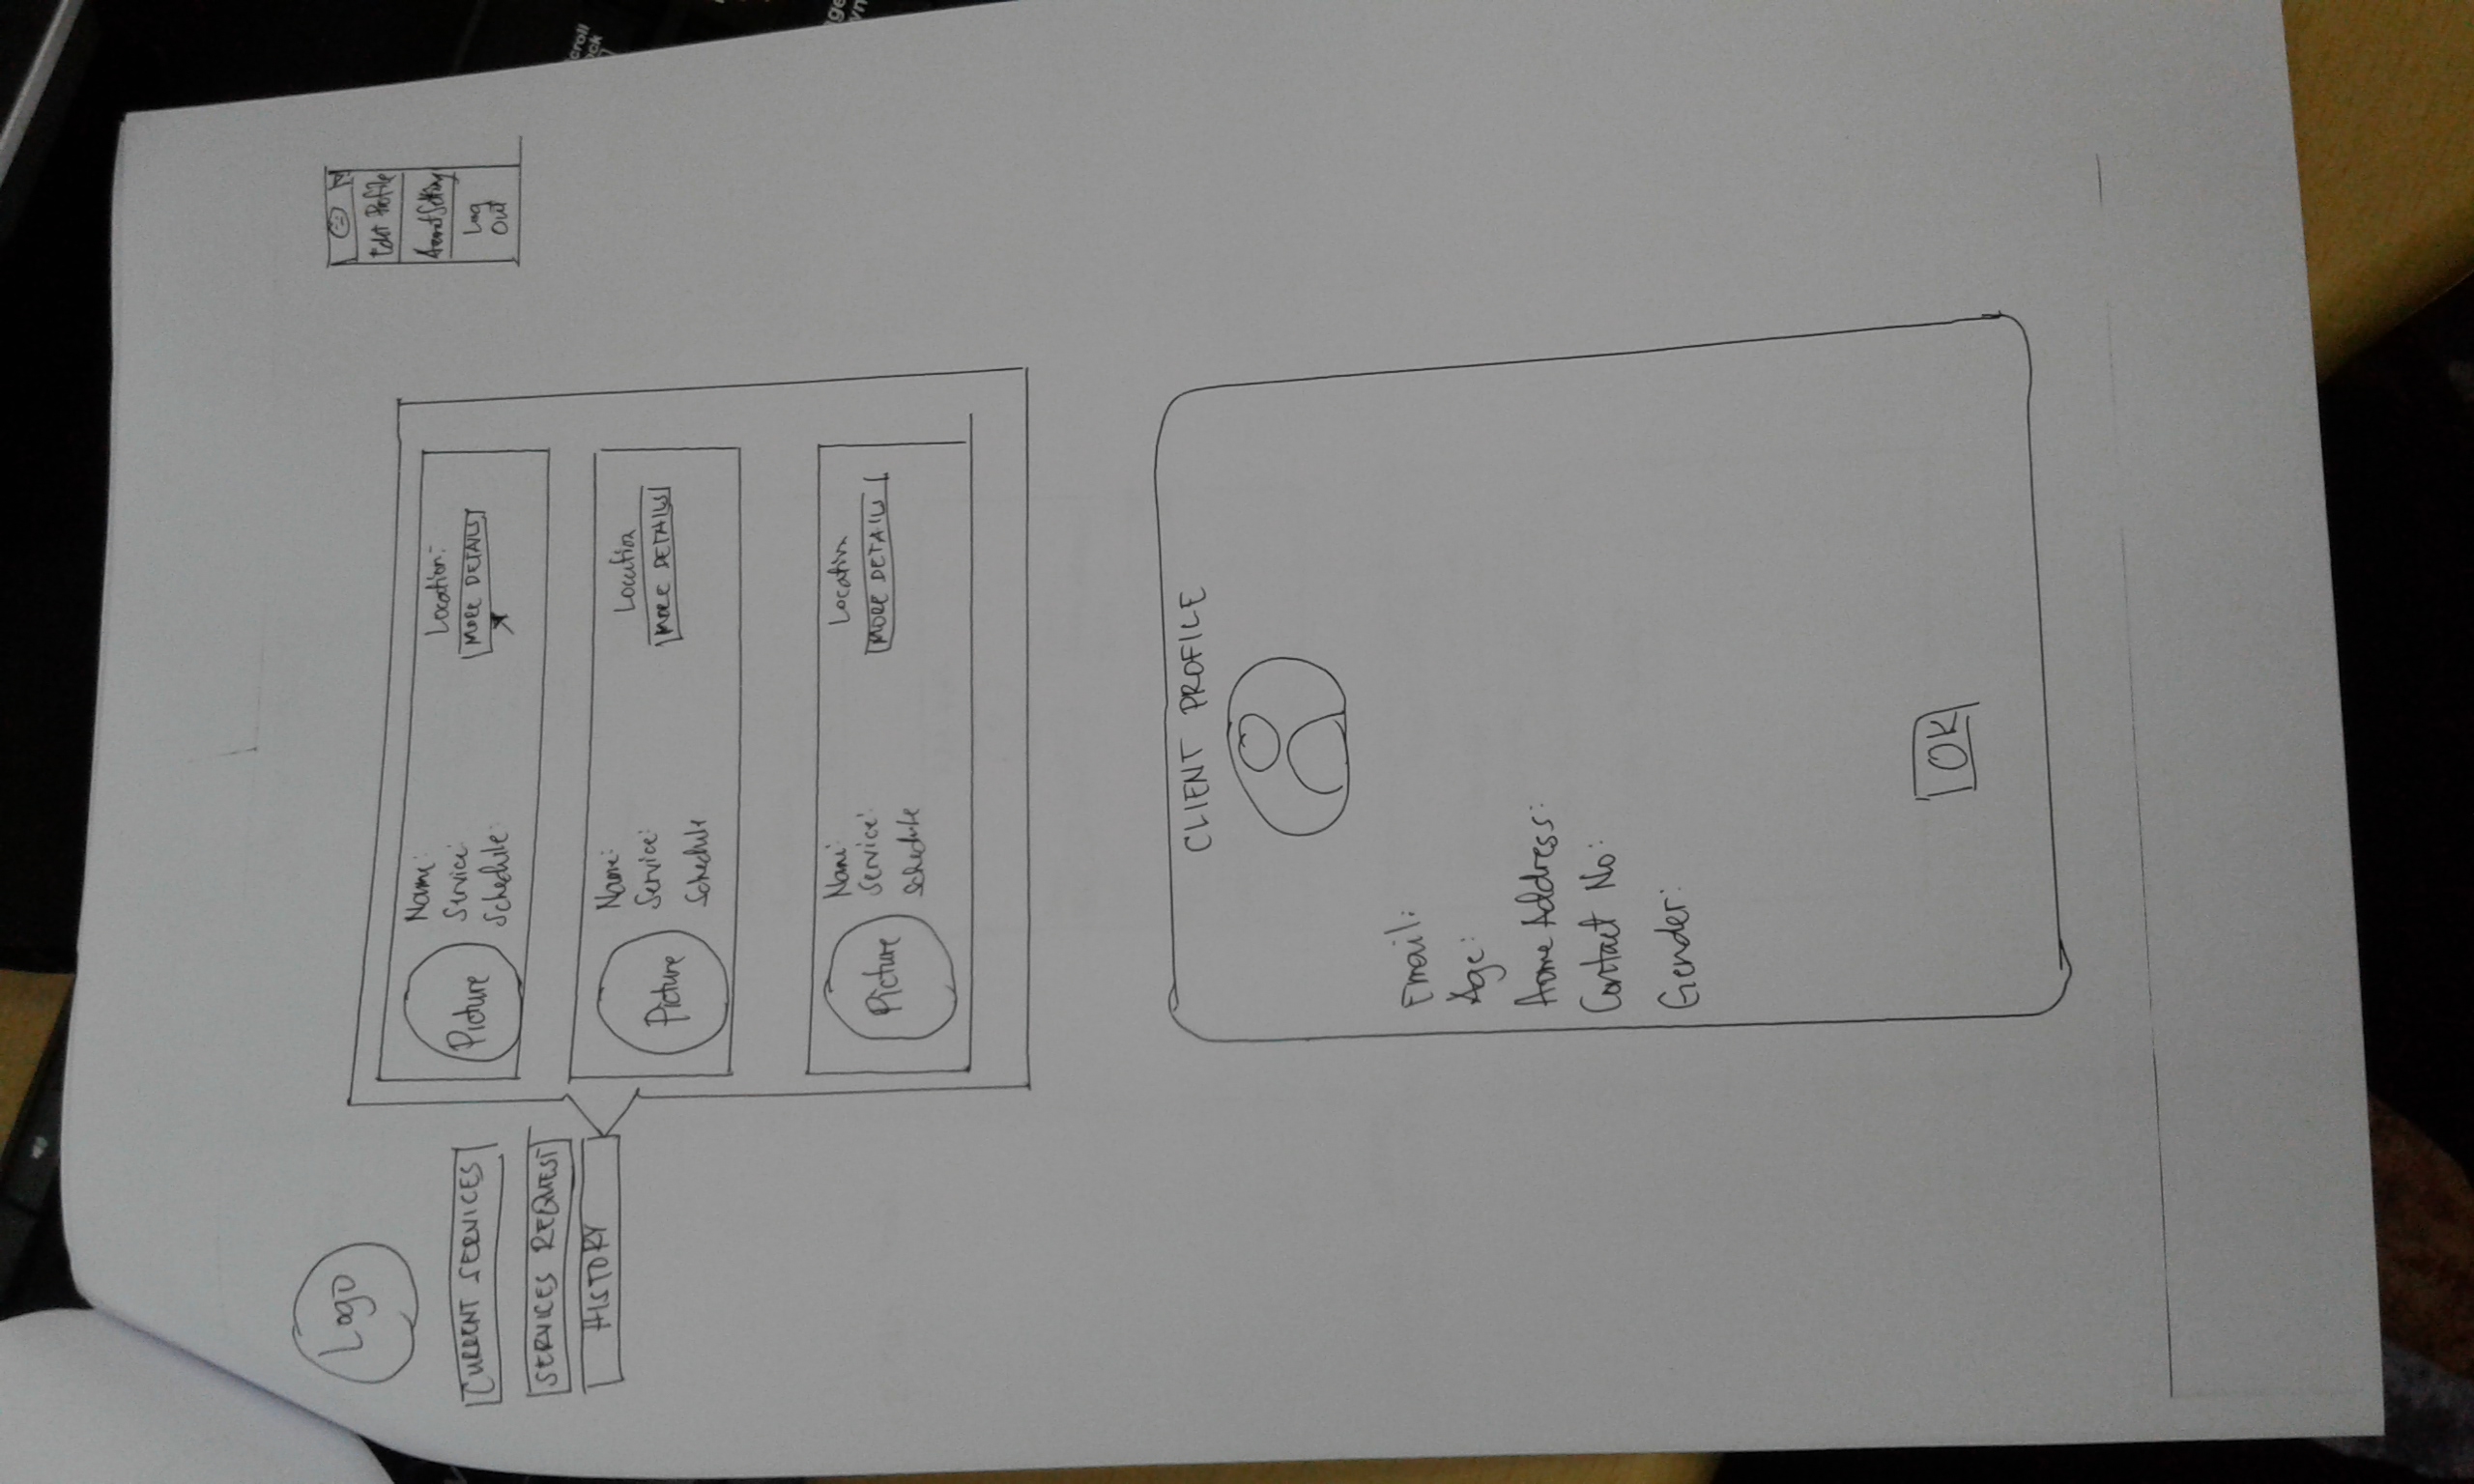 Logo
CURRENT SERVICES
SERVICES REQUEST
HISTORY
Picture
Name:
Service:
Schedule:
Location:
MORE DETAILS
Picture
Name:
Service:
Schedule
Location
MORE DETAILS
Picture
Name:
Service:
Schedule
Location
MORE DETAILS
Edit Profile
Log
Out
CLIENT PROFILE
Email:
Age:
Home Address:
Contact No:
Gender:
OK